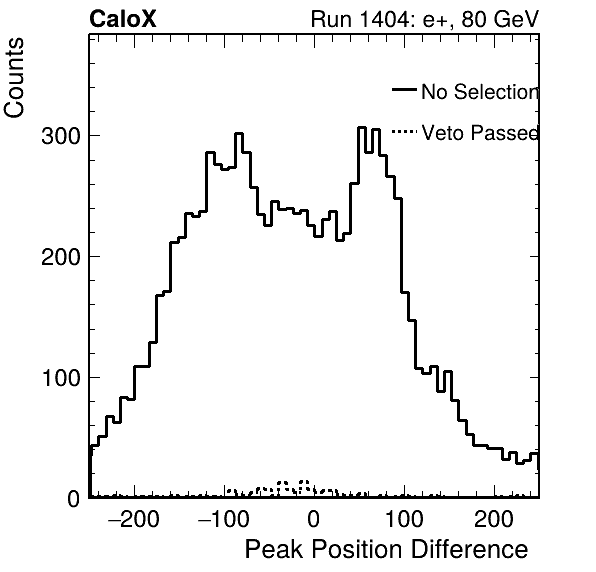 CaloX Run 1404: e+, 80 GeV
Counts
No Selection
Veto Passed
300
200
100
0
−200 −100 0 100 200
Peak Position Difference